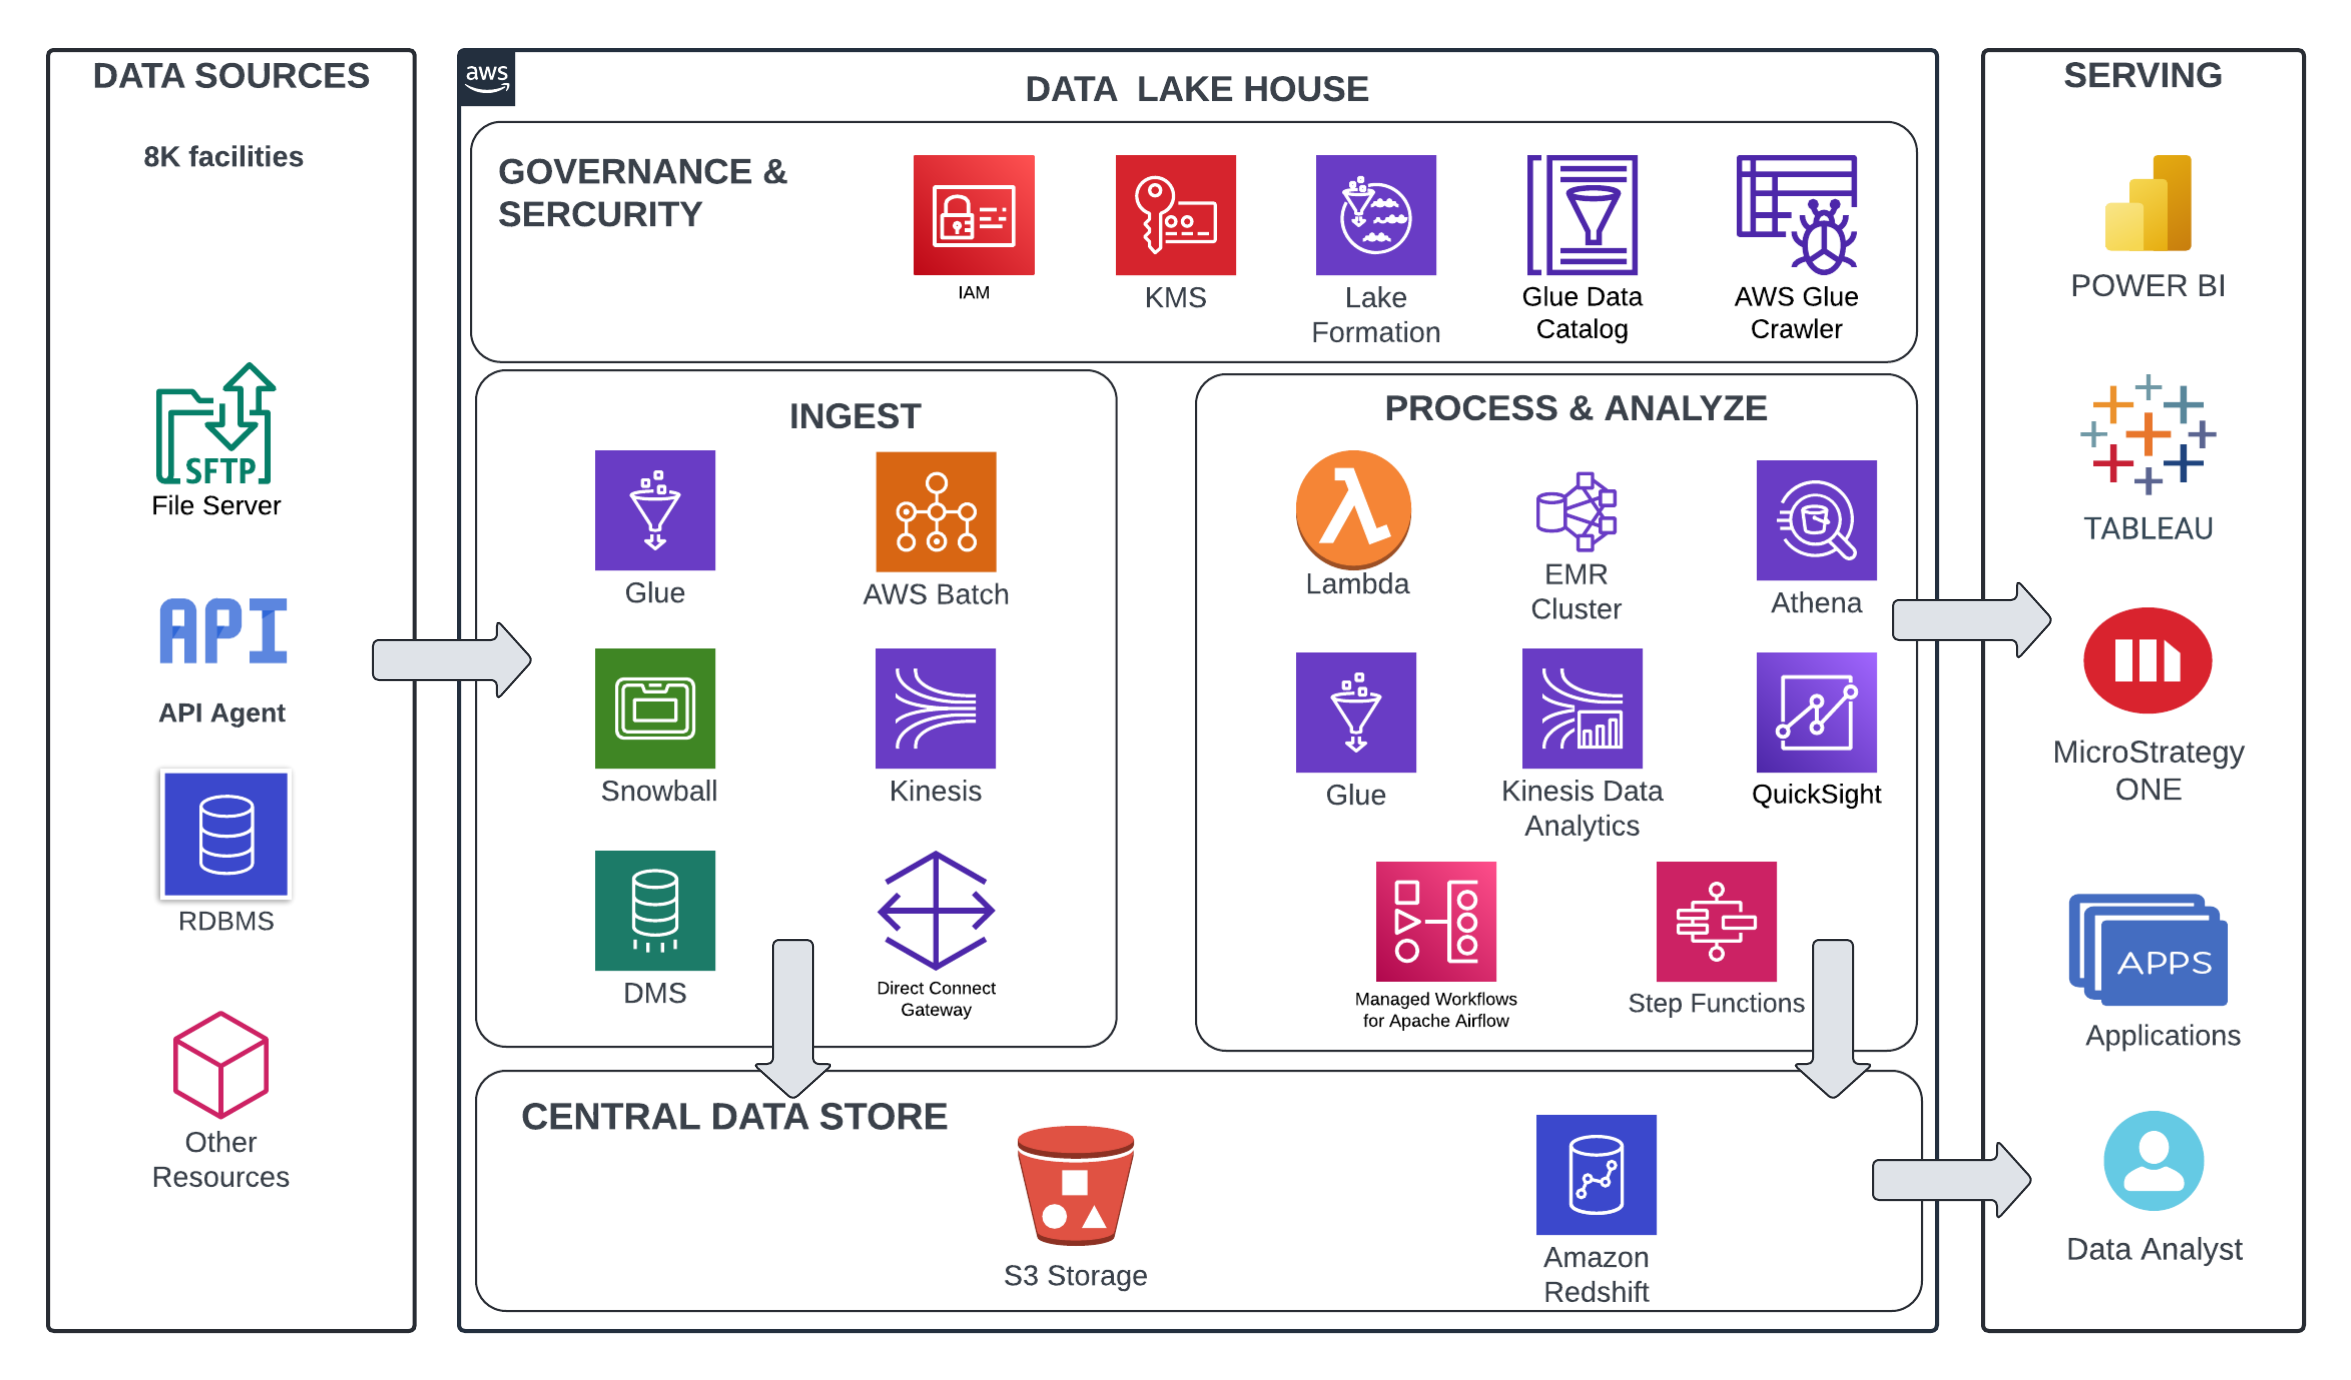 DATA SOURCES
8K facilities
SFTP
File Server
API
API Agent
RDBMS
Other
Resources
aws
DATA LAKE HOUSE
GOVERNANCE &
SERCURITY
IAM
KMS
Lake
Formation
Glue Data
Catalog
AWS Glue
Crawler
INGEST
Glue
AWS Batch
Snowball
Kinesis
DMS
Direct Connect
Gateway
PROCESS & ANALYZE
Lambda
EMR
Cluster
Athena
Glue
Kinesis Data
Analytics
QuickSight
Managed Workflows
for Apache Airflow
Step Functions
CENTRAL DATA STORE
S3 Storage
Amazon
Redshift
SERVING
POWER BI
TABLEAU
MicroStrategy
ONE
APPS
Applications
Data Analyst